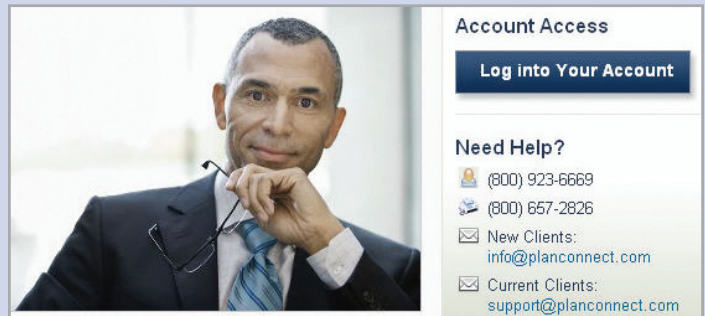 Account Access
Log into Your Account
Need Help?
(800) 923-6669
(800) 657-2826
New Clients:
info@planconnect.com
Current Clients:
support@planconnect.com